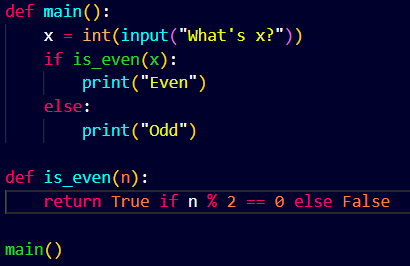 def main():
    x = int(input("What's x?"))
    if is_even(x):
        print("Even")
    else:
        print("Odd")

def is_even(n):
    return True if n % 2 == 0 else False

main()